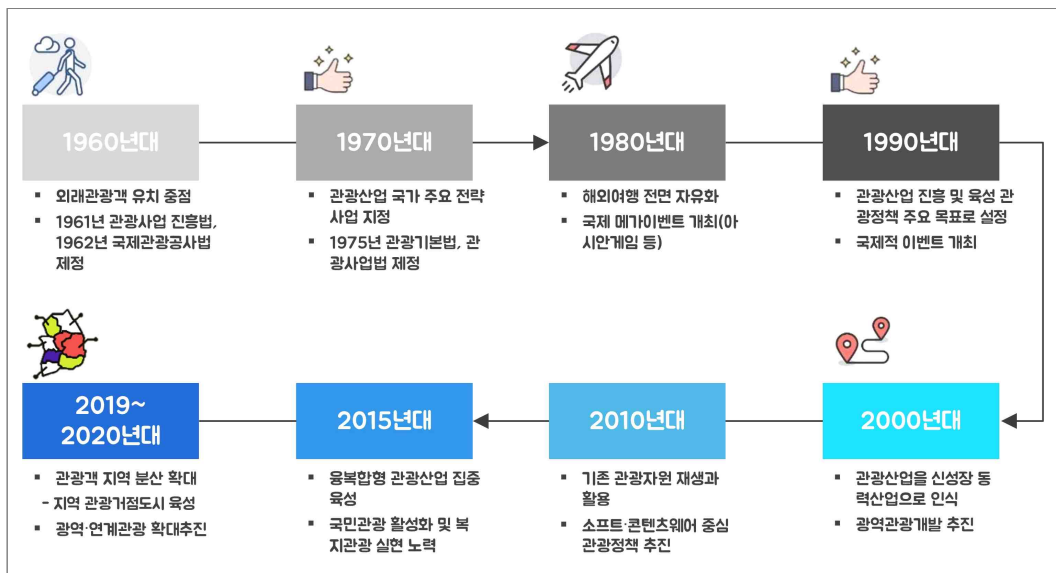 1960년대
▪ 외래관광객 유치 중점
▪ 1961년 관광사업 진흥법,
1962년 국제관광공사법
제정
1970년대
▪ 관광산업 국가 주요 전략
사업 지정
▪ 1975년 관광기본법, 관
광사업법 제정
1980년대
▪ 해외여행 전면 자유화
▪ 국제 메가이벤트 개최(아
시안게임 등)
1990년대
▪ 관광산업 진흥 및 육성 관
광정책 주요 목표로 설정
▪ 국제적 이벤트 개최
2000년대
▪ 관광산업을 신성장 동
력산업으로 인식
▪ 광역관광개발 추진
2010년대
▪ 기존 관광자원 재생과
활용
▪ 소프트·콘텐츠웨어 중심
관광정책 추진
2015년대
▪ 융복합형 관광산업 집중
육성
▪ 국민관광 활성화 및 복
지관광 실현 노력
2019~
2020년대
▪ 관광객 지역 분산 확대
- 지역 관광거점도시 육성
▪ 광역·연계관광 확대추진